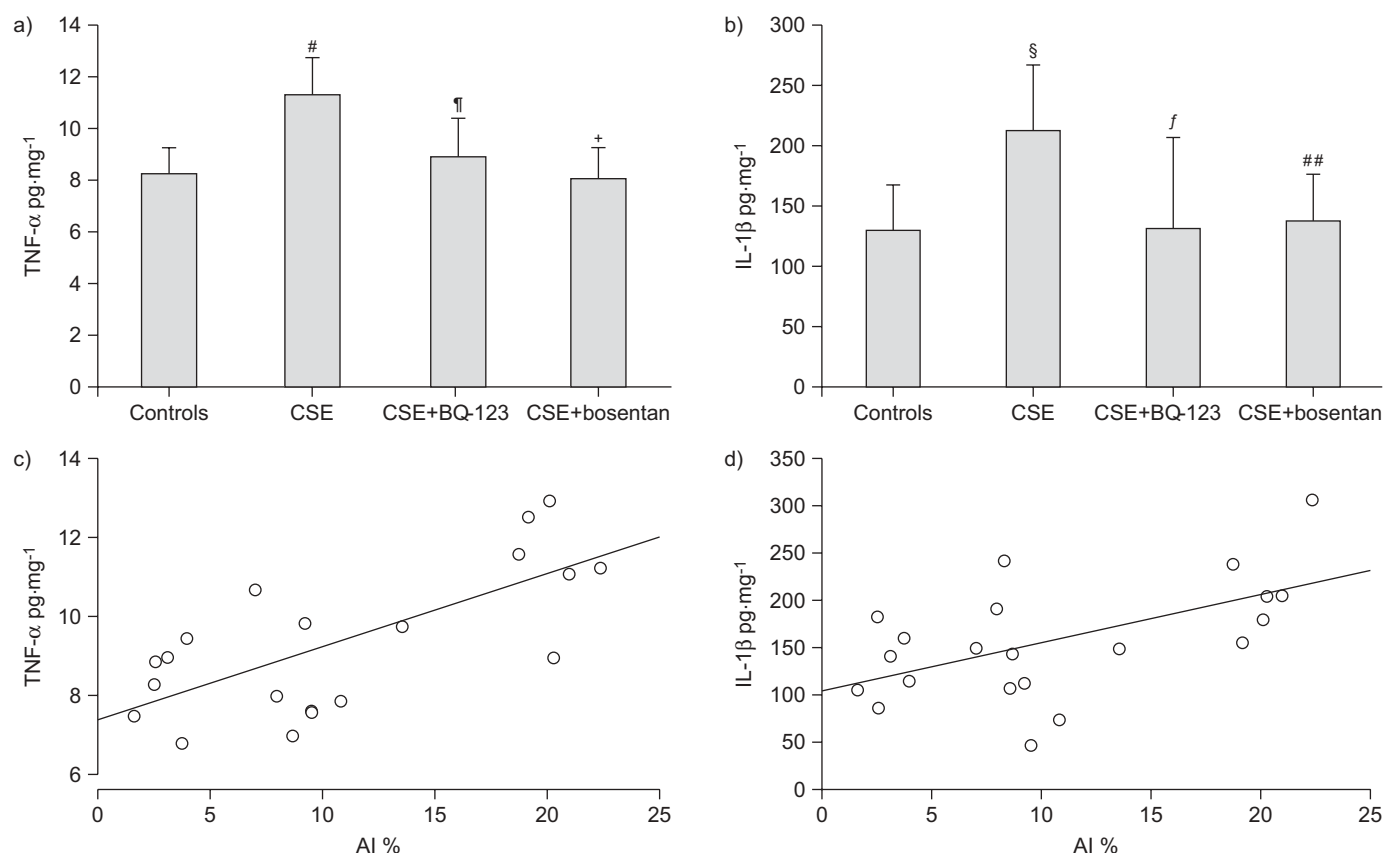 a)
14
12
10
8
6
4
2
0
TNF-α pg·mg-1
#
¶
+
Controls
CSE
CSE+BQ-123
CSE+bosentan
b)
300
250
200
150
100
50
0
IL-1β pg·mg-1
§
ƒ
##
Controls
CSE
CSE+BQ-123
CSE+bosentan
c)
14
12
10
8
6
TNF-α pg·mg-1
0
5
10
15
20
25
AI %
d)
350
300
250
200
150
100
50
0
IL-1β pg·mg-1
0
5
10
15
20
25
AI %